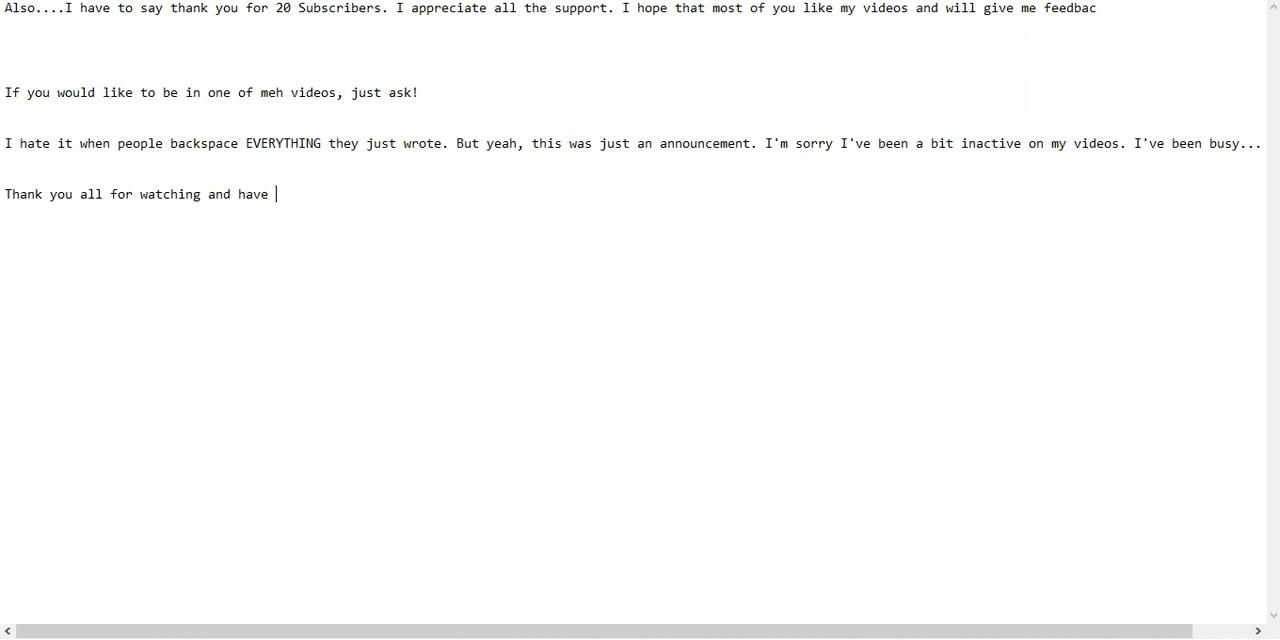 Also....I have to say thank you for 20 Subscribers. I appreciate all the support. I hope that most of you like my videos and will give me feedbac
If you would like to be in one of meh videos, just ask!
I hate it when people backspace EVERYTHING they just wrote. But yeah, this was just an announcement. I'm sorry I've been a bit inactive on my videos. I've been busy...
Thank you all for watching and have